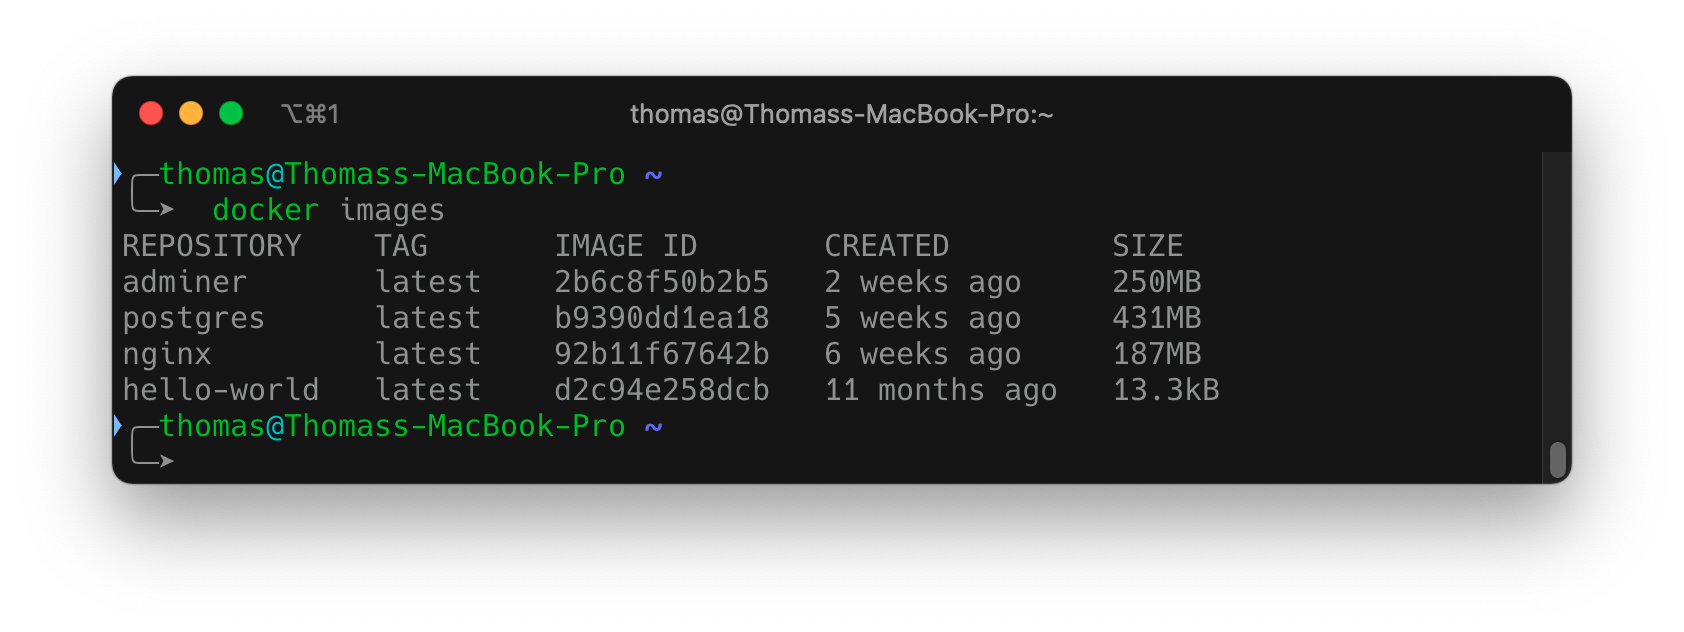 ⌥⌘1 thomas@Thomass-MacBook-Pro:~
thomas@Thomass-MacBook-Pro ~
docker images
REPOSITORY TAG IMAGE ID CREATED SIZE
adminer latest 2b6c8f50b2b5 2 weeks ago 250MB
postgres latest b9390dd1ea18 5 weeks ago 431MB
nginx latest 92b11f67642b 6 weeks ago 187MB
hello-world latest d2c94e258dcb 11 months ago 13.3kB
thomas@Thomass-MacBook-Pro ~